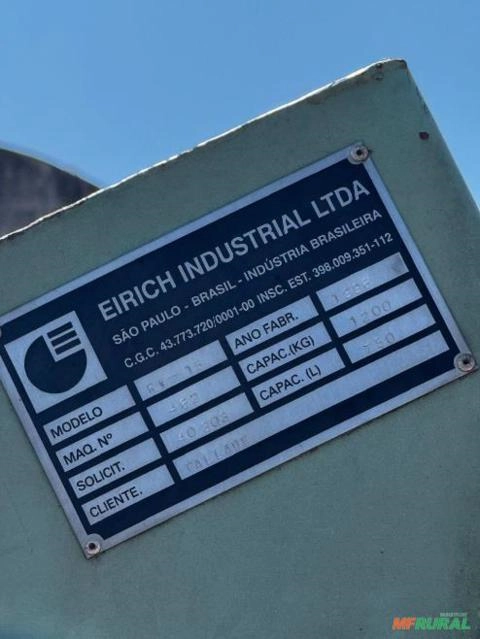 EIRICH INDUSTRIAL LTDA
SÃO PAULO - BRASIL - INDÚSTRIA BRASILEIRA
C.G.C. 43.773.720/0001-00 INSC. EST. 398.009.351-112
MODELO ANO FABR.
MAQ. Nº CAPAC.(KG) 1200
SOLICIT. CAPAC. (L)
CLIENTE.
MFRURAL